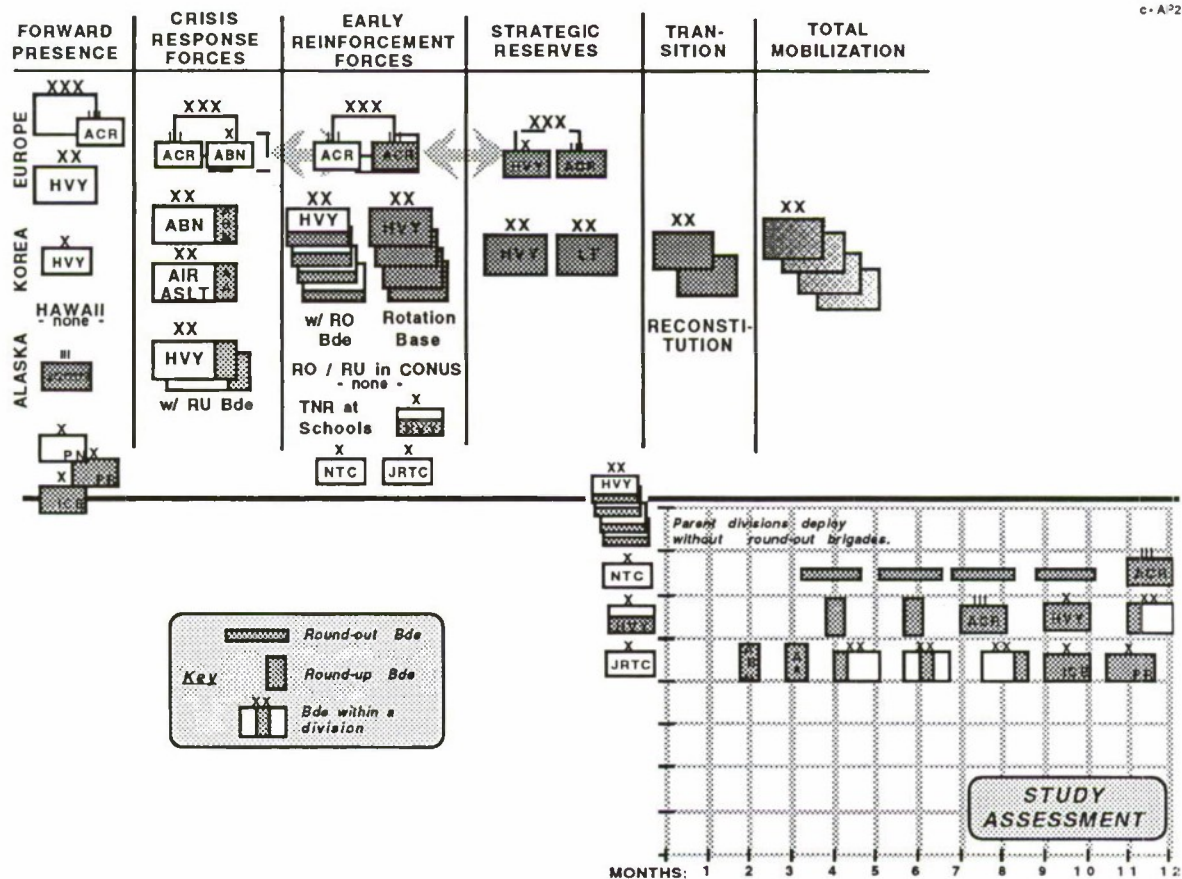 c • AP2
FORWARD
PRESENCE
CRISIS
RESPONSE
FORCES
EARLY
REINFORCEMENT
FORCES
STRATEGIC
RESERVES
TRAN-
SITION
TOTAL
MOBILIZATION
EUROPE
XXX
III
ACR
XX
HVY
XXX
X
ACR
ABN
XXX
ACR
ACR
XXX
X
HVY
ACR
XX
ABN
XX
AIR
ASLT
XX
HVY
w/ RU Bde
XX
HVY
w/ RO
Bde
XX
HVY
Rotation
Base
XX
HVY
XX
LT
XX
RECONSTI-
TUTION
XX
KOREA
X
HVY
HAWAII
- none -
ALASKA
III
RO / RU in CONUS
- none -
TNR at
Schools
X
X
NTC
X
JRTC
X
X
X
ICE
XX
HVY
Parent divisions deploy
without round-out brigades.
X
NTC
III
ACR
X
HVY
III
ACR
X
HVY
XX
X
JRTC
A
A
XX
XX
XX
X
ICE
X
Key
Round-out Bde
Round-up Bde
XX
Bde within a
division
STUDY
ASSESSMENT
MONTHS: 1 2 3 4 5 6 7 8 9 10 11 12